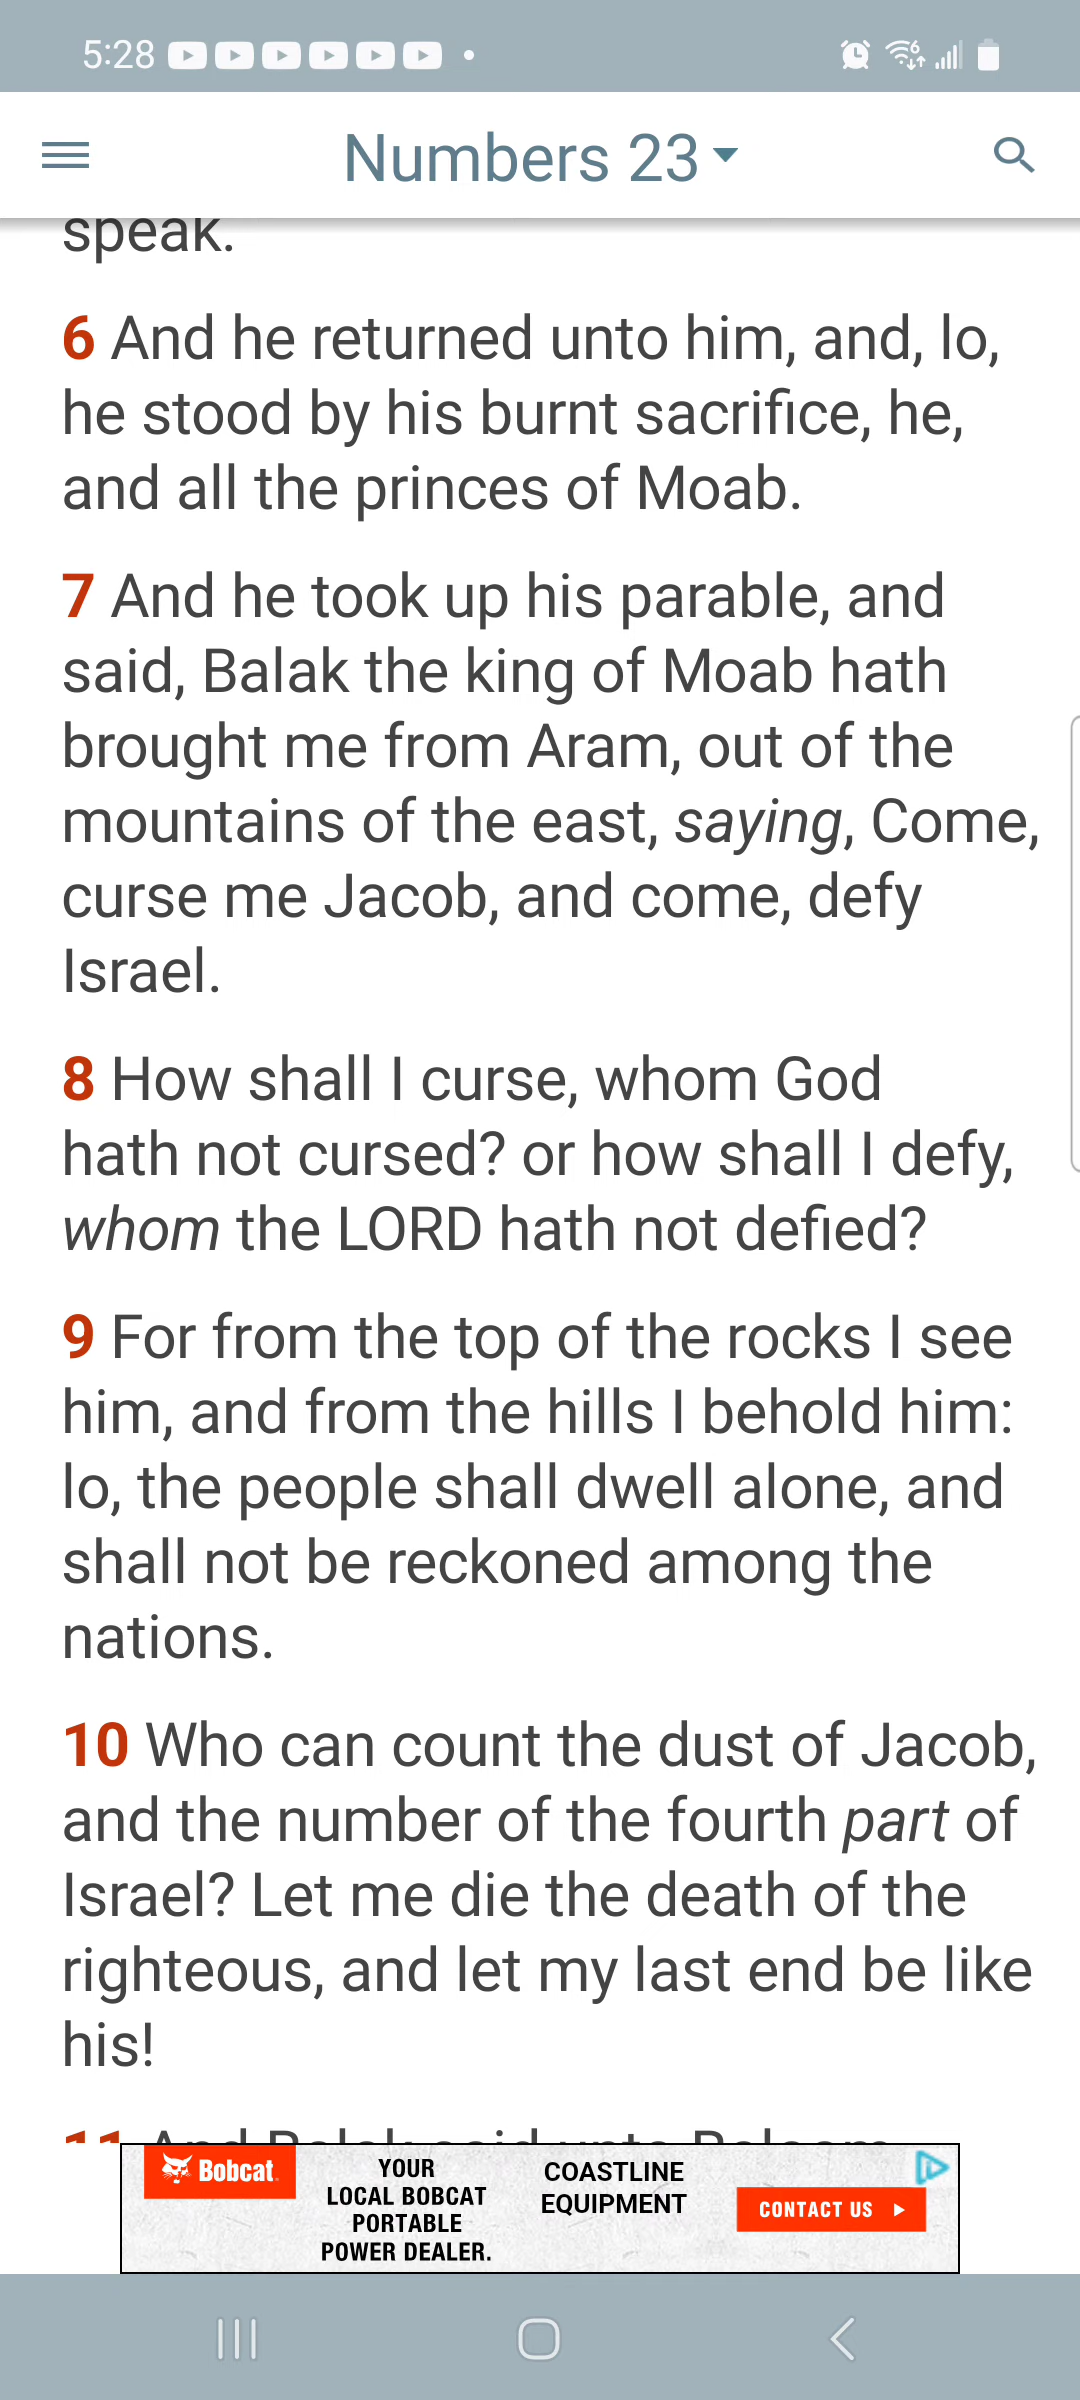 5:28
Numbers 23
speak.
6 And he returned unto him, and, lo,
he stood by his burnt sacrifice, he,
and all the princes of Moab.
7 And he took up his parable, and
said, Balak the king of Moab hath
brought me from Aram, out of the
mountains of the east, saying, Come,
curse me Jacob, and come, defy
Israel.
8 How shall I curse, whom God
hath not cursed? or how shall I defy,
whom the LORD hath not defied?
9 For from the top of the rocks I see
him, and from the hills I behold him:
lo, the people shall dwell alone, and
shall not be reckoned among the
nations.
10 Who can count the dust of Jacob,
and the number of the fourth part of
Israel? Let me die the death of the
righteous, and let my last end be like
his!
11 And Balak said unto Balaam,
Bobcat
YOUR
LOCAL BOBCAT
PORTABLE
POWER DEALER.
COASTLINE
EQUIPMENT
CONTACT US